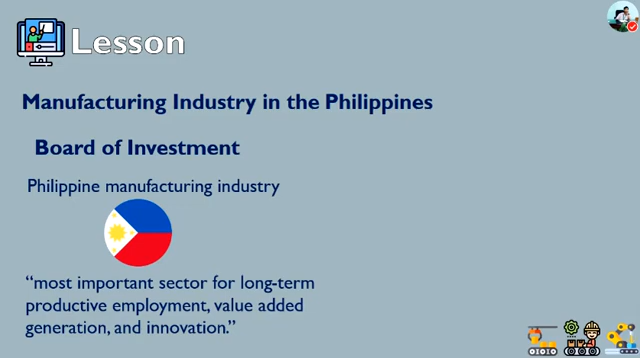 Lesson
Manufacturing Industry in the Philippines
Board of Investment
Philippine manufacturing industry
“most important sector for long-term
productive employment, value added
generation, and innovation.”